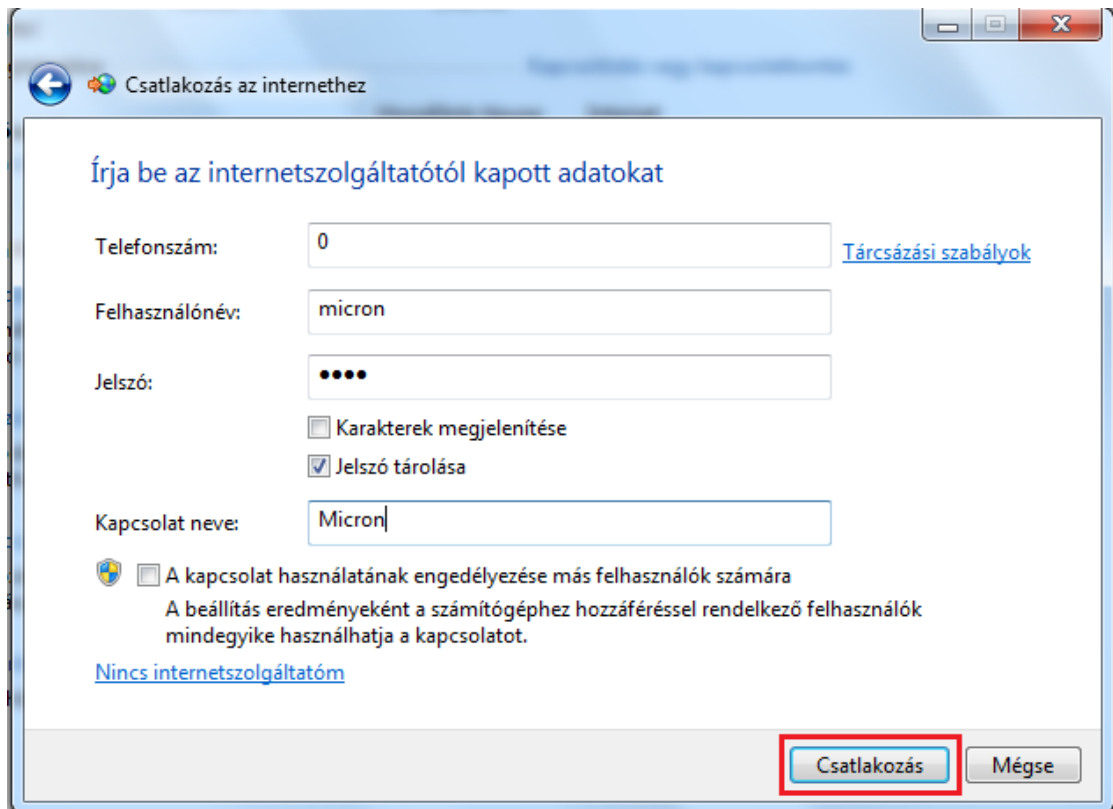 Csatlakozás az internethez
Írja be az internetszolgáltatótól kapott adatokat
Telefonszám: 0 Tárcsázási szabályok
Felhasználónév: micron
Jelszó: ••••
Karakterek megjelenítése
Jelszó tárolása
Kapcsolat neve: Micron
A kapcsolat használatának engedélyezése más felhasználók számára
A beállítás eredményeként a számítógéphez hozzáféréssel rendelkező felhasználók
mindegyike használhatja a kapcsolatot.
Nincs internetszolgáltatóm
Csatlakozás Mégse